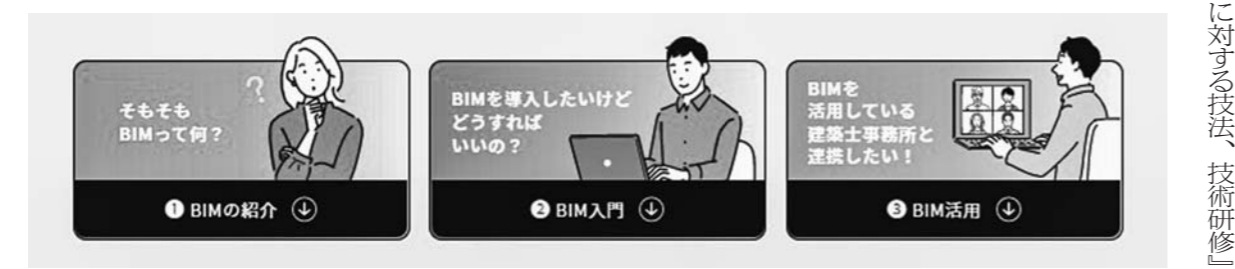 に対する技法、技術研修』
そもそも
BIMって何？
?
❶ BIMの紹介
BIMを導入したいけど
どうすれば
いいの？
❷ BIM入門
BIMを
活用している
建築士事務所と
連携したい！
❸ BIM活用